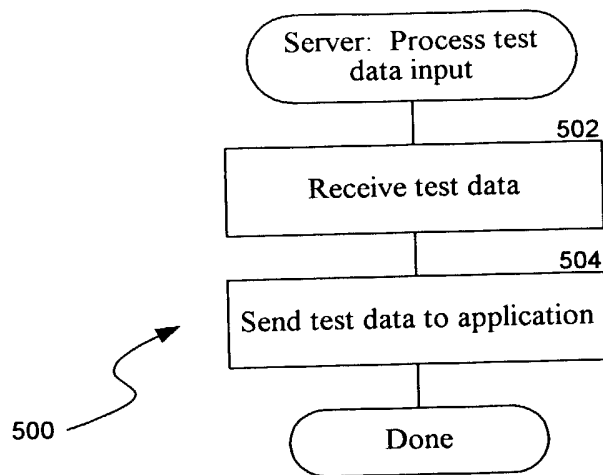 Server: Process test
data input
502
Receive test data
504
Send test data to application
500
Done